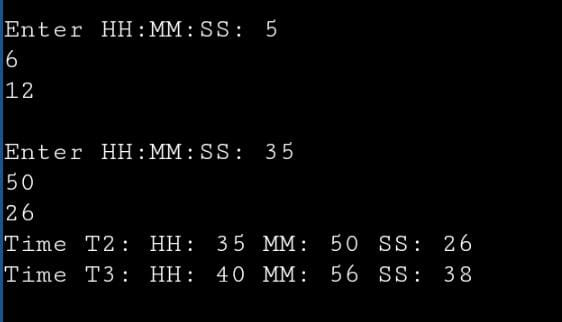 Enter HH:MM:SS: 5
6
12
Enter HH:MM:SS: 35
50
26
Time T2: HH: 35 MM: 50 SS: 26
Time T3: HH: 40 MM: 56 SS: 38